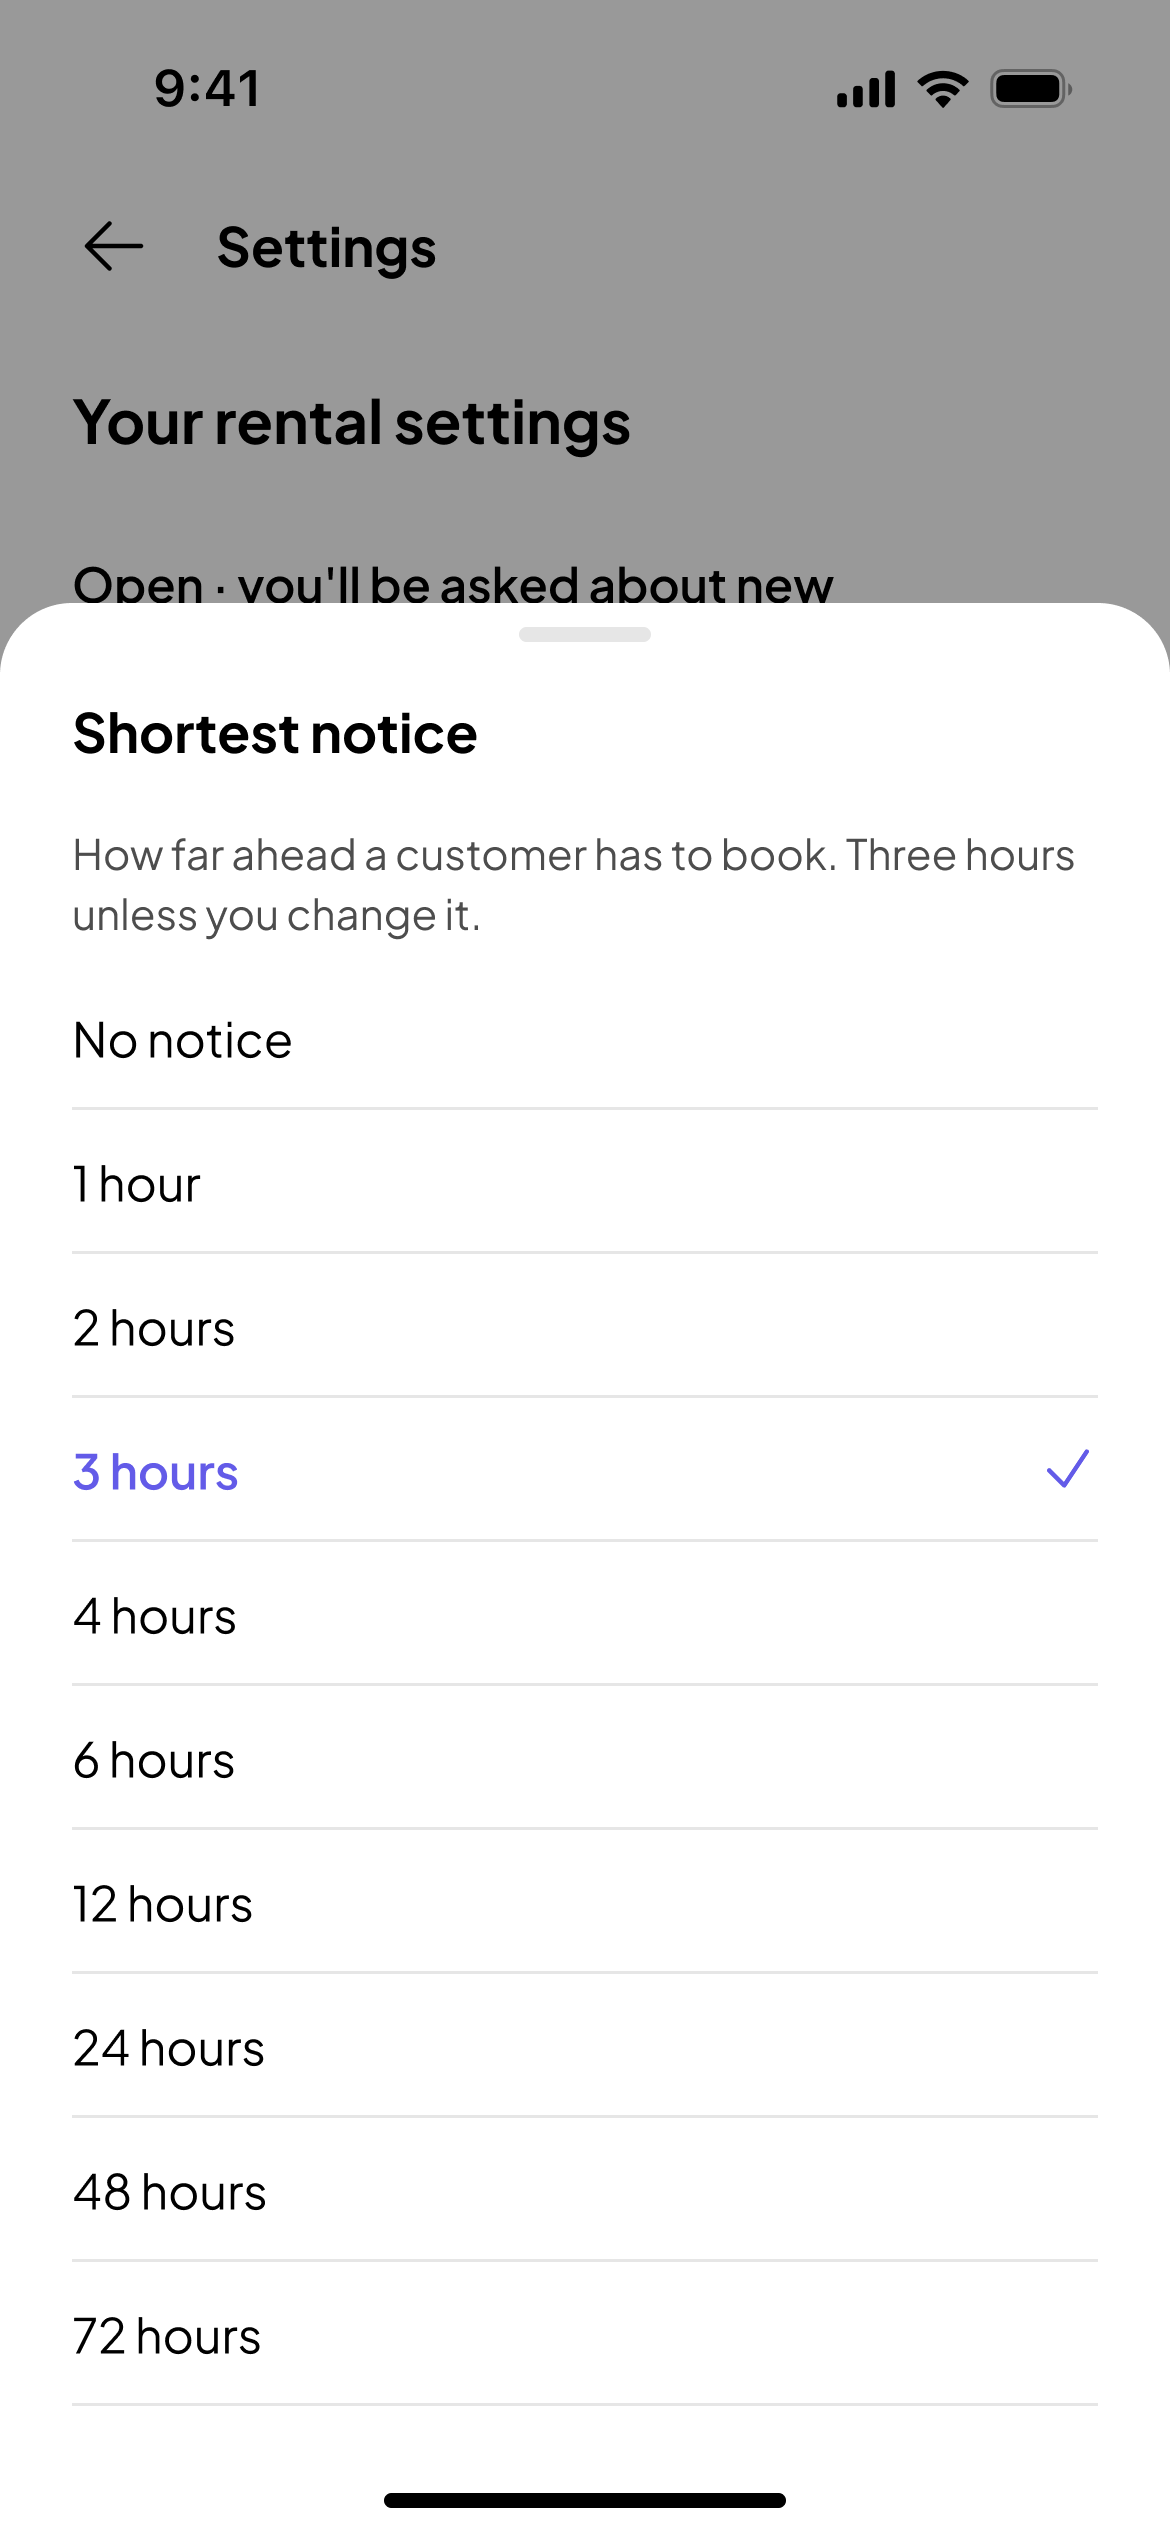 9:41
Settings
Your rental settings
Open · you'll be asked about new
Shortest notice
How far ahead a customer has to book. Three hours
unless you change it.
No notice
1 hour
2 hours
3 hours
4 hours
6 hours
12 hours
24 hours
48 hours
72 hours